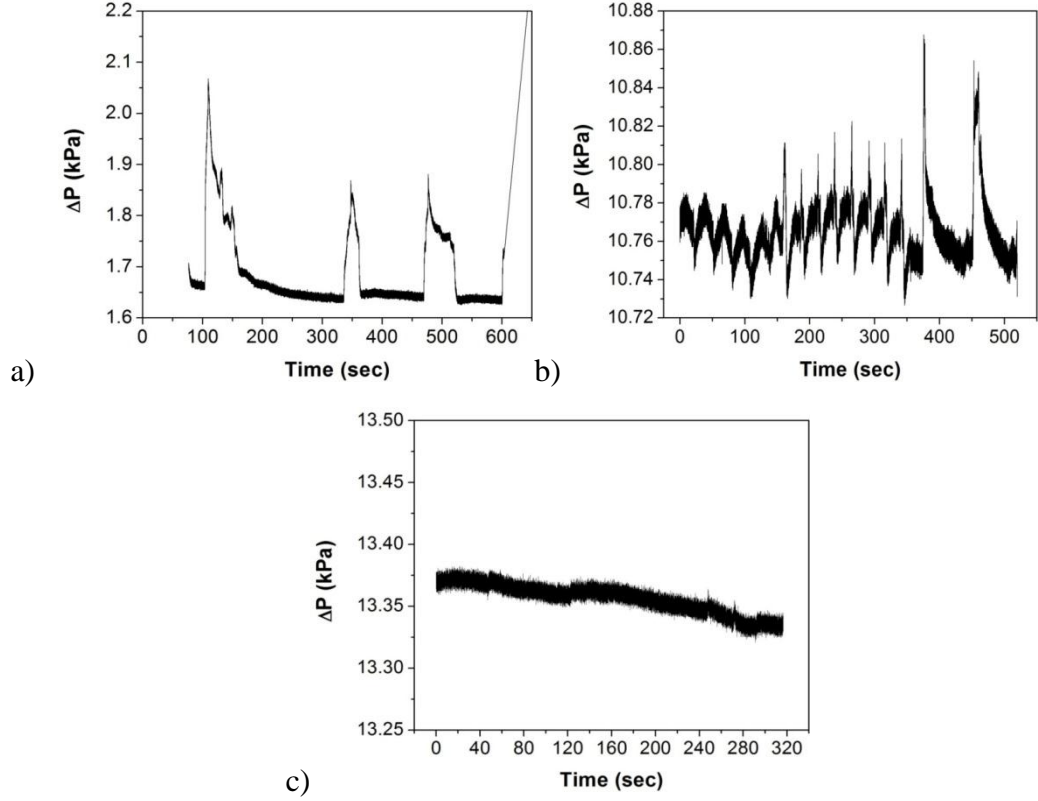 2.2
2.1
2.0
1.9
1.8
1.7
1.6
ΔP (kPa)
0 100 200 300 400 500 600
Time (sec)
a)
10.88
10.86
10.84
10.82
10.80
10.78
10.76
10.74
10.72
ΔP (kPa)
0 100 200 300 400 500
Time (sec)
b)
13.50
13.45
13.40
13.35
13.30
13.25
ΔP (kPa)
0 40 80 120 160 200 240 280 320
Time (sec)
c)